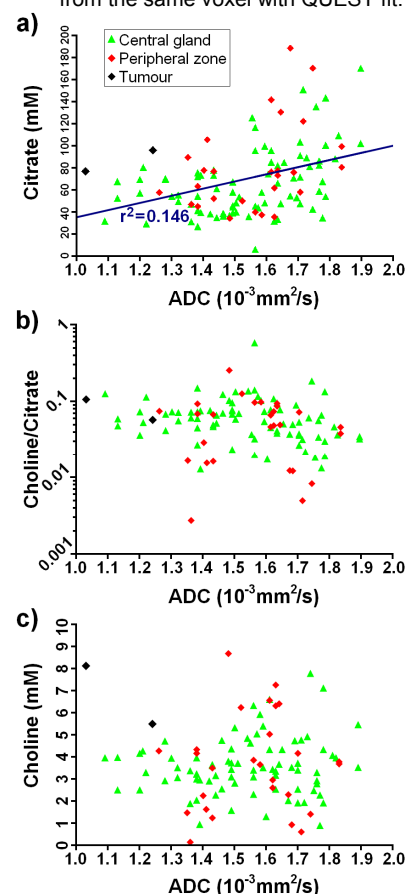 from the same voxel with QUEST fit.
a)
Central gland
Peripheral zone
Tumour
Citrate (mM)
200
180
160
140
120
100
80
60
40
20
0
r²=0.146
1.0 1.1 1.2 1.3 1.4 1.5 1.6 1.7 1.8 1.9 2.0
ADC (10⁻³mm²/s)
b)
Choline/Citrate
1
0.1
0.01
0.001
1.0 1.1 1.2 1.3 1.4 1.5 1.6 1.7 1.8 1.9 2.0
ADC (10⁻³mm²/s)
c)
Choline (mM)
10
9
8
7
6
5
4
3
2
1
0
1.0 1.1 1.2 1.3 1.4 1.5 1.6 1.7 1.8 1.9 2.0
ADC (10⁻³mm²/s)